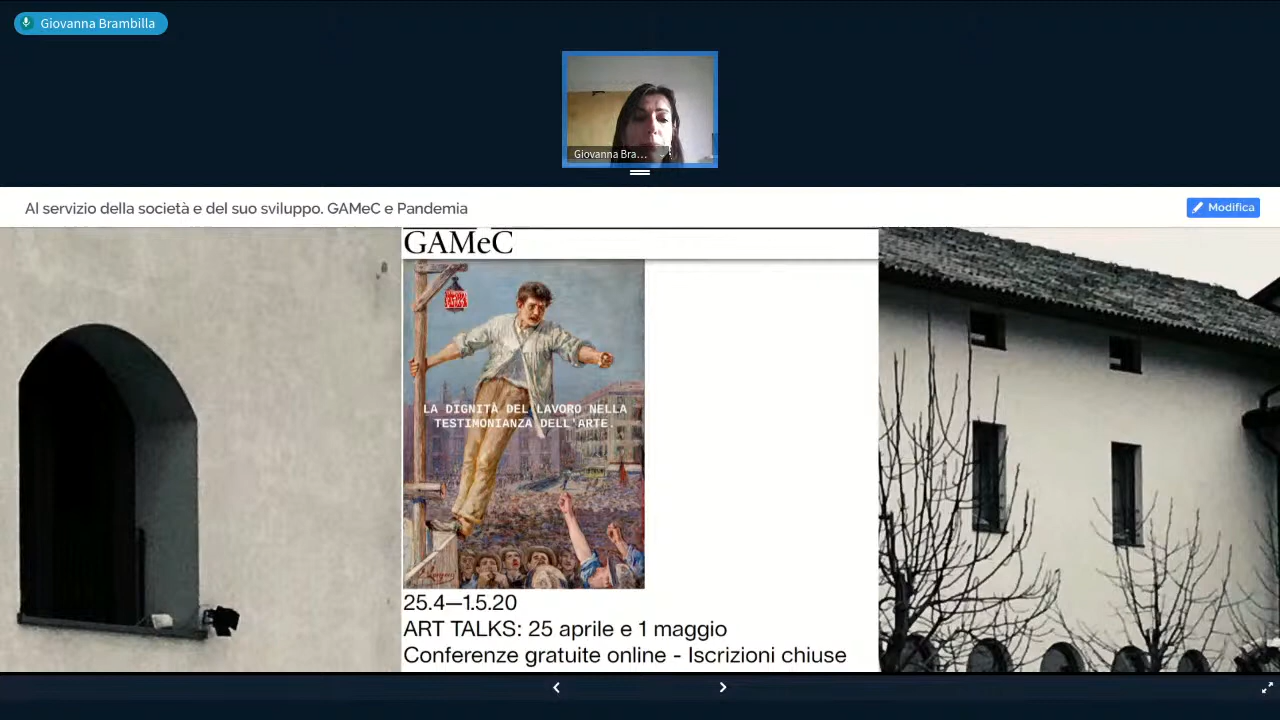 Giovanna Brambilla
Giovanna Bra...
Al servizio della società e del suo sviluppo. GAMeC e Pandemia
Modifica
GAMeC
LA DIGNITÀ DEL LAVORO NELLA
TESTIMONIANZA DELL'ARTE.
25.4—1.5.20
ART TALKS: 25 aprile e 1 maggio
Conferenze gratuite online - Iscrizioni chiuse